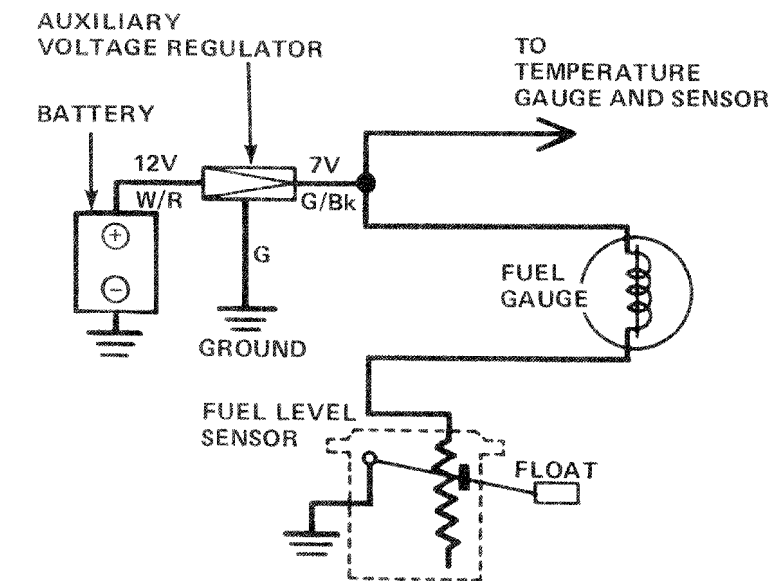 AUXILIARY
VOLTAGE REGULATOR
TO
TEMPERATURE
GAUGE AND SENSOR
BATTERY
12V
7V
W/R
G/Bk
+
G
FUEL
GAUGE
−
GROUND
FUEL LEVEL
SENSOR
FLOAT